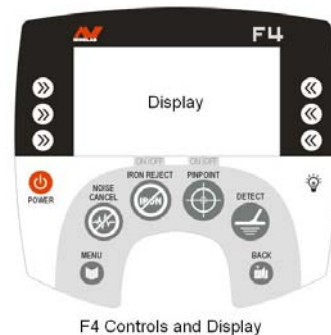 F4
Display
ON/OFF
ON/OFF
IRON REJECT
PINPOINT
NOISE
CANCEL
DETECT
POWER
MENU
BACK
F4 Controls and Display